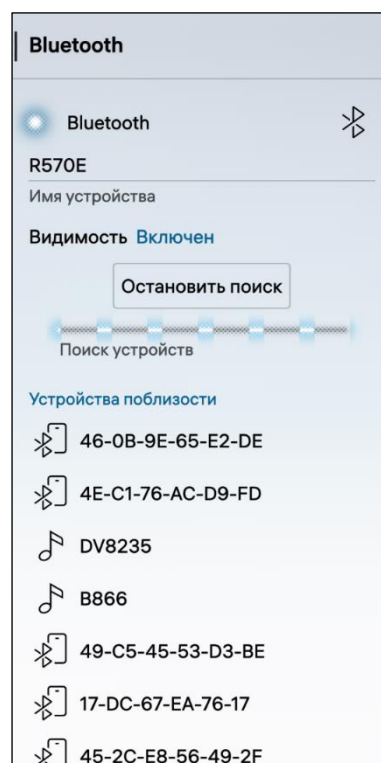 Bluetooth
Bluetooth
R570E
Имя устройства
Видимость Включен
Остановить поиск
Поиск устройств
Устройства поблизости
46-0B-9E-65-E2-DE
4E-C1-76-AC-D9-FD
DV8235
B866
49-C5-45-53-D3-BE
17-DC-67-EA-76-17
45-2C-E8-56-49-2F